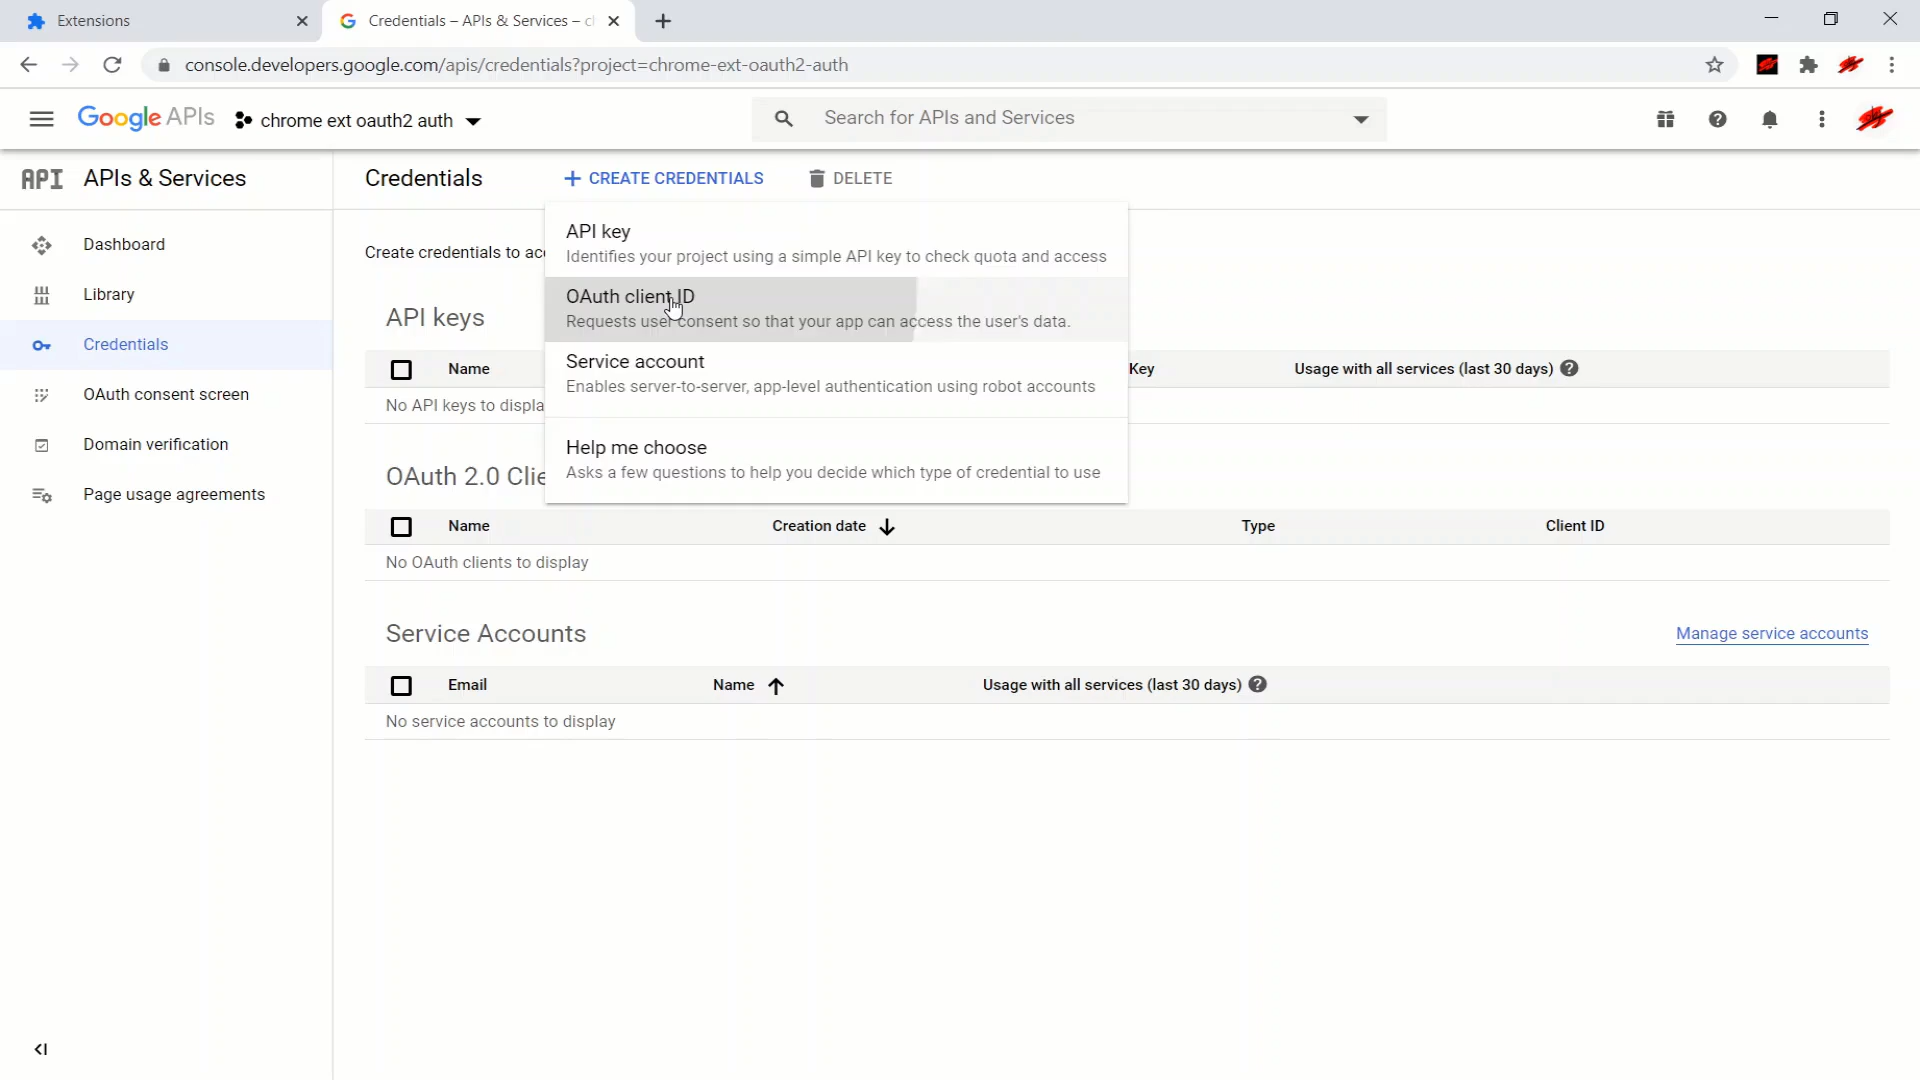 Extensions
Credentials – APIs & Services –
console.developers.google.com/apis/credentials?project=chrome-ext-oauth2-auth
Google APIs
chrome ext oauth2 auth
Search for APIs and Services
API
APIs & Services
Credentials
CREATE CREDENTIALS
DELETE
Dashboard
Library
Credentials
OAuth consent screen
Domain verification
Page usage agreements
Create credentials to
API key
Identifies your project using a simple API key to check quota and access
OAuth client ID
Requests user consent so that your app can access the user's data.
Service account
Enables server-to-server, app-level authentication using robot accounts
Help me choose
Asks a few questions to help you decide which type of credential to use
API keys
Name
Key
Usage with all services (last 30 days)
No API keys to displa
OAuth 2.0 Clie
Name
Creation date
Type
Client ID
No OAuth clients to display
Service Accounts
Manage service accounts
Email
Name
Usage with all services (last 30 days)
No service accounts to display